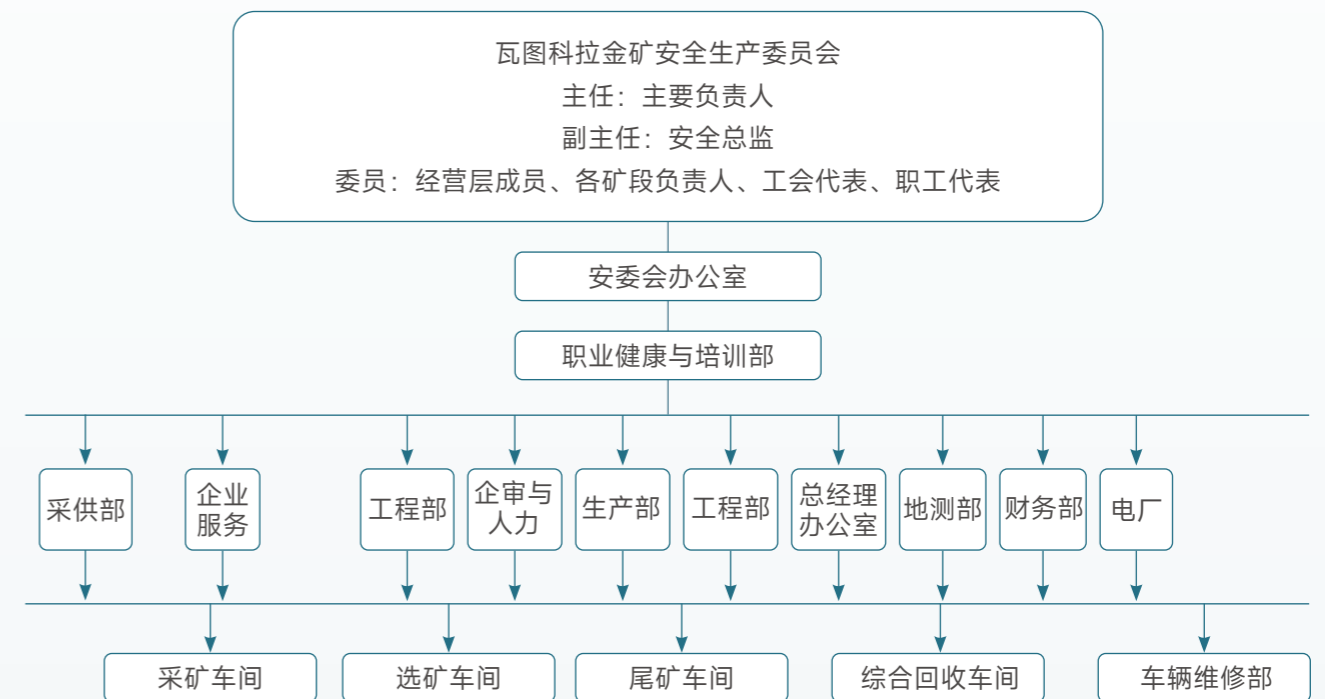 瓦图科拉金矿安全生产委员会
主任：主要负责人
副主任：安全总监
委员：经营层成员、各矿段负责人、工会代表、职工代表
安委会办公室
职业健康与培训部
采供部
企业
服务
工程部
企审与
人力
生产部
工程部
总经理
办公室
地测部
财务部
电厂
采矿车间
选矿车间
尾矿车间
综合回收车间
车辆维修部